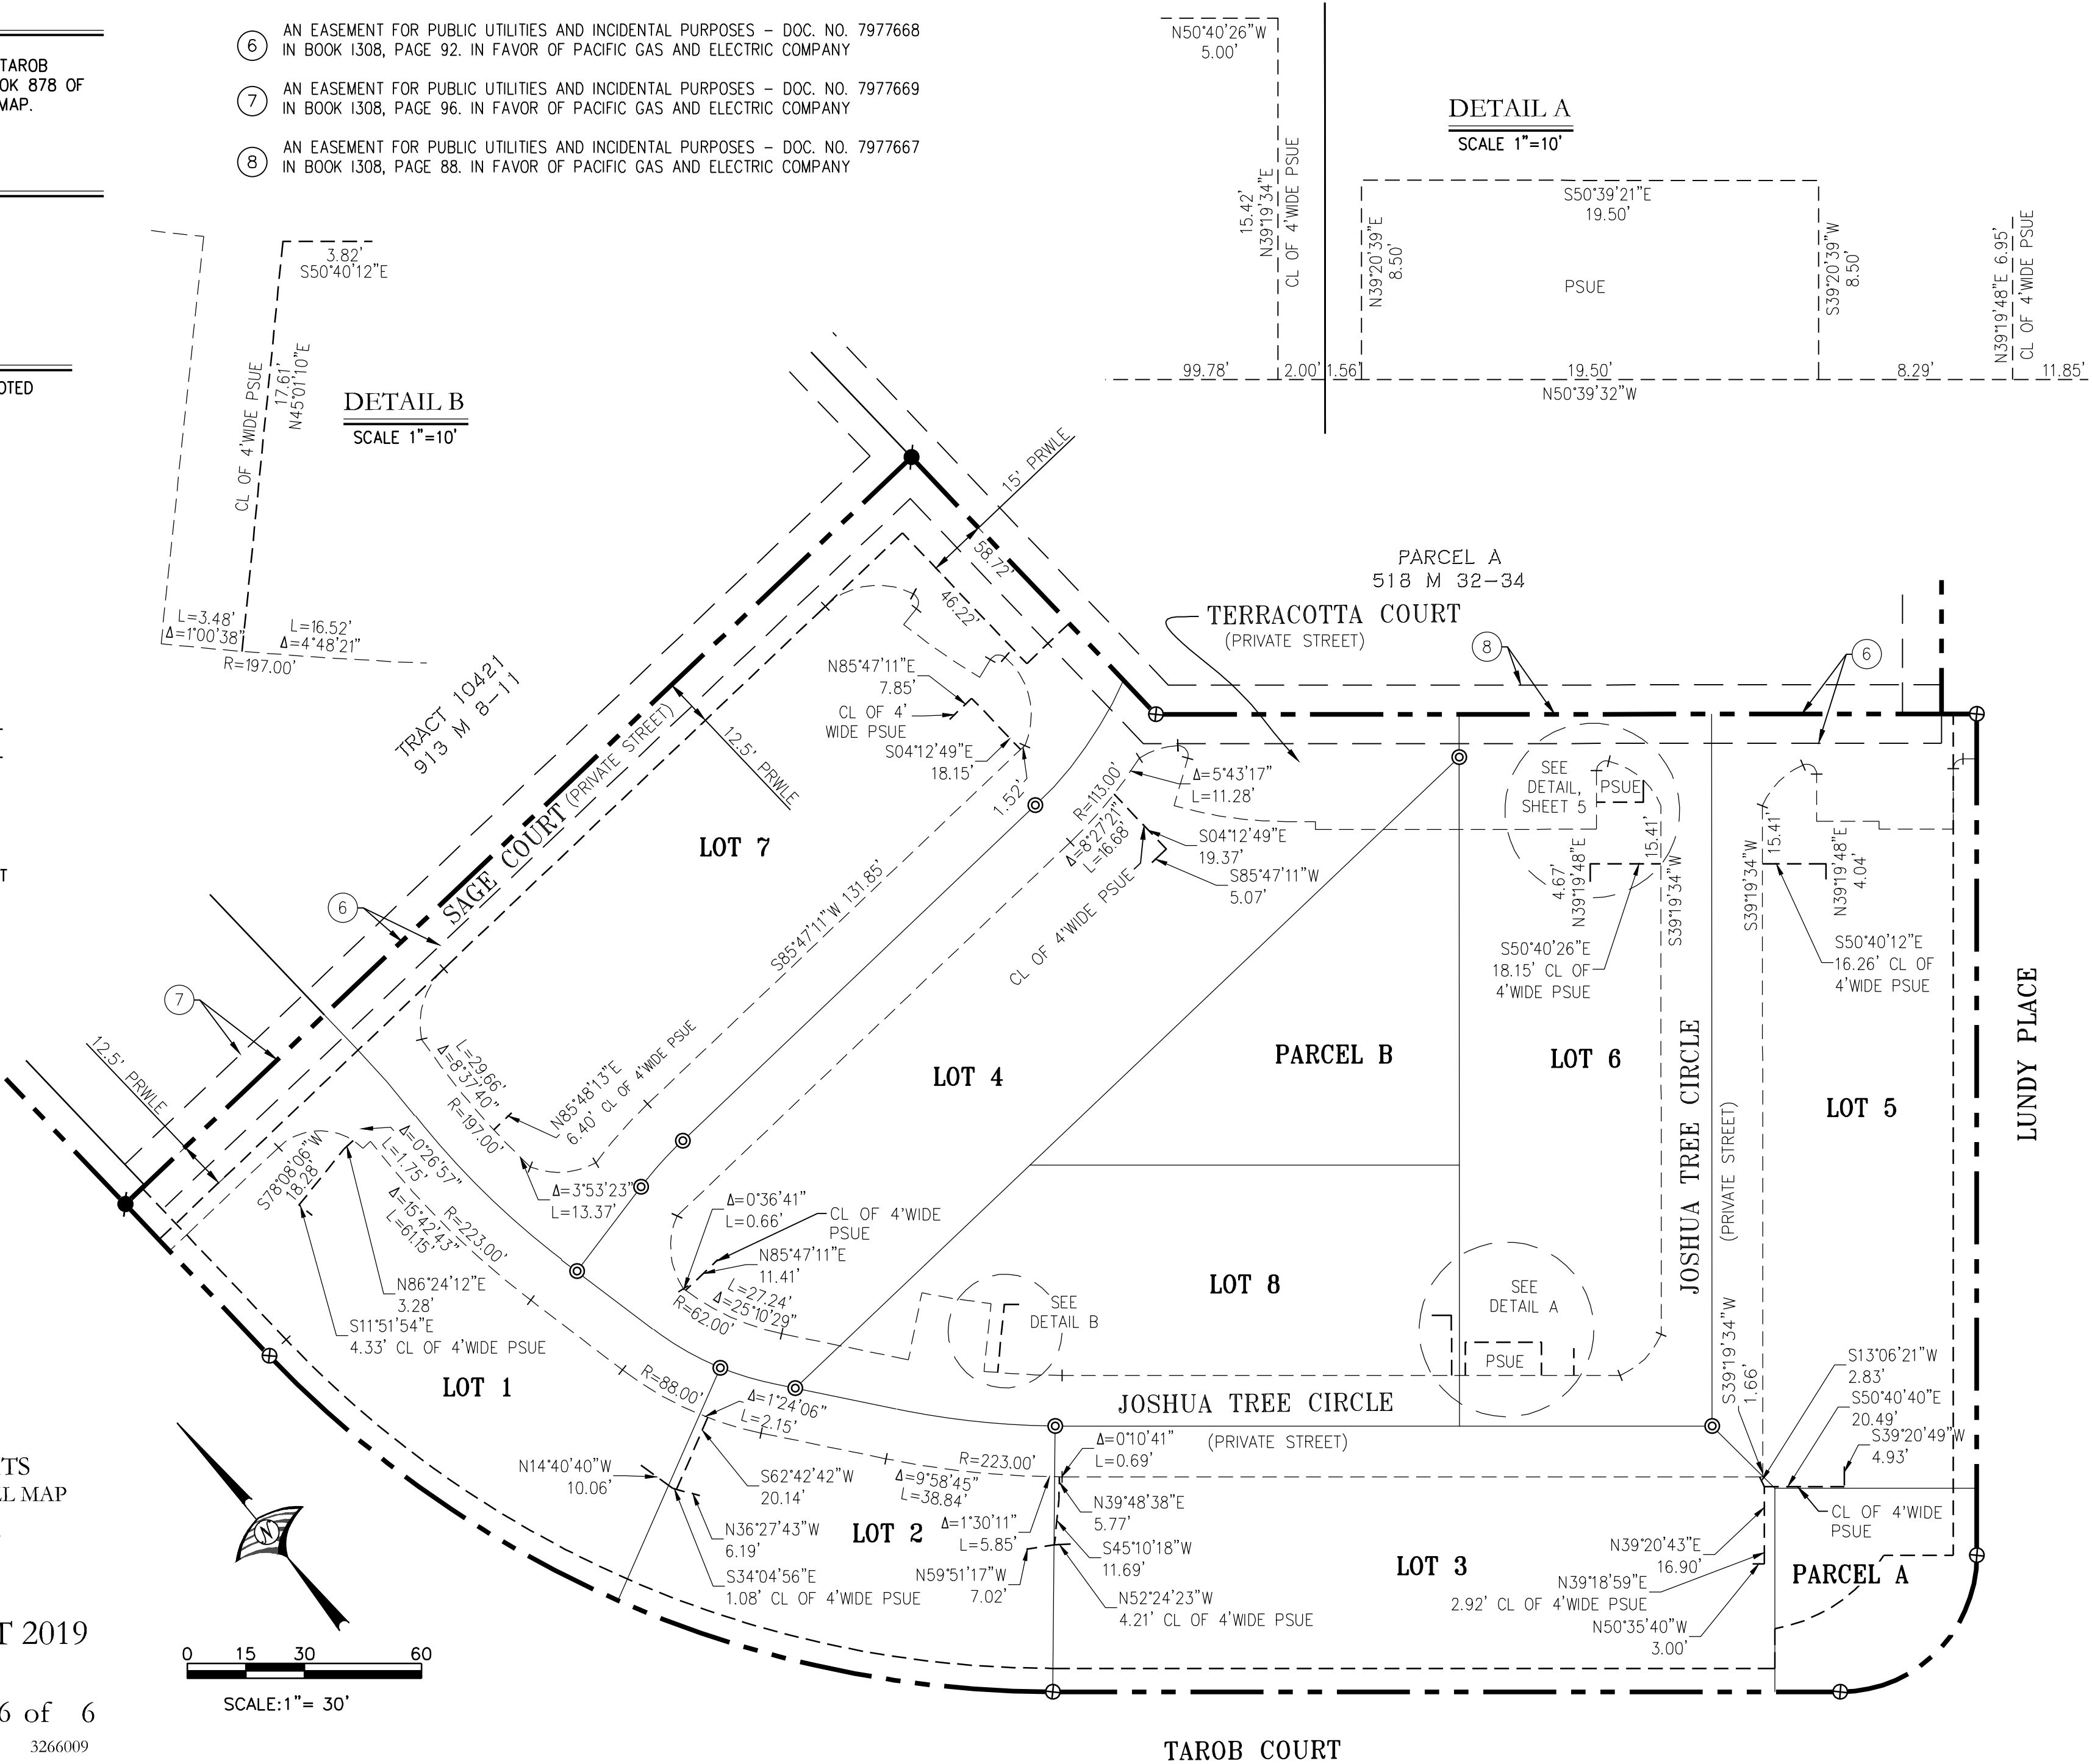 TAROB
OK 878 OF
MAP.
OTED
T
TS
LL MAP
T 2019
6 of 6
3266009
6 AN EASEMENT FOR PUBLIC UTILITIES AND INCIDENTAL PURPOSES - DOC. NO. 7977668
IN BOOK 1308, PAGE 92. IN FAVOR OF PACIFIC GAS AND ELECTRIC COMPANY
7 AN EASEMENT FOR PUBLIC UTILITIES AND INCIDENTAL PURPOSES - DOC. NO. 7977669
IN BOOK 1308, PAGE 96. IN FAVOR OF PACIFIC GAS AND ELECTRIC COMPANY
8 AN EASEMENT FOR PUBLIC UTILITIES AND INCIDENTAL PURPOSES - DOC. NO. 7977667
IN BOOK 1308, PAGE 88. IN FAVOR OF PACIFIC GAS AND ELECTRIC COMPANY
N50°40'26"W
5.00'
15.42'
N39°19'34"E
CL OF 4'WIDE PSUE
DETAIL A
SCALE 1"=10'
S50°39'21"E
19.50'
N39°20'39"E
8.50'
PSUE
S39°20'39"W
8.50'
N39°19'48"E 6.95'
CL OF 4'WIDE PSUE
99.78'
2.00'
1.56'
19.50'
8.29'
11.85'
N50°39'32"W
3.82'
S50°40'12"E
CL OF 4'WIDE PSUE
17.61'
N45°01'10"E
DETAIL B
SCALE 1"=10'
L=3.48'
Δ=1°00'38"
L=16.52'
Δ=4°48'21"
R=197.00'
TRACT 10421
913 M 8-11
15' PRWLE
58.72'
46.22'
PARCEL A
518 M 32-34
TERRACOTTA COURT
(PRIVATE STREET)
8
6
N85°47'11"E
7.85'
CL OF 4'
WIDE PSUE
S04°12'49"E
18.15'
1.52'
12.5' PRWLE
SAGE COURT (PRIVATE STREET)
LOT 7
S85°47'11"W 131.85'
R=113.00'
Δ=8°27'21"
L=16.68'
Δ=5°43'17"
L=11.28'
S04°12'49"E
19.37'
S85°47'11"W
5.07'
CL OF 4'WIDE PSUE
SEE
DETAIL,
SHEET 5
PSUE
15.41'
4.67'
N39°19'48"E
S39°19'34"W
S50°40'26"E
18.15' CL OF
4'WIDE PSUE
S39°19'34"W
15.41'
N39°19'48"E
4.04'
S50°40'12"E
16.26' CL OF
4'WIDE PSUE
LUNDY PLACE
6
7
12.5' PRWLE
L=29.66'
Δ=8°37'40"
R=197.00'
N85°48'13"E
6.40' CL OF 4'WIDE PSUE
LOT 4
PARCEL B
LOT 6
LOT 5
JOSHUA TREE CIRCLE
(PRIVATE STREET)
S78°08'06"W
18.28'
Δ=0°26'57"
L=1.75'
R=223.00'
Δ=15°42'43"
L=61.15'
Δ=3°53'23"
L=13.37'
N86°24'12"E
3.28'
S11°51'54"E
4.33' CL OF 4'WIDE PSUE
Δ=0°36'41"
L=0.66'
CL OF 4'WIDE
PSUE
N85°47'11"E
11.41'
L=27.24'
Δ=25°10'29"
R=62.00'
SEE
DETAIL B
LOT 8
SEE
DETAIL A
PSUE
LOT 1
R=88.00'
Δ=1°24'06"
L=2.15'
JOSHUA TREE CIRCLE
(PRIVATE STREET)
S39°19'34"W
1.66'
S13°06'21"W
2.83'
S50°40'40"E
20.49'
S39°20'49"W
4.93'
CL OF 4'WIDE
PSUE
N14°40'40"W
10.06'
S62°42'42"W
20.14'
N36°27'43"W
6.19'
S34°04'56"E
1.08' CL OF 4'WIDE PSUE
R=223.00'
Δ=9°58'45"
L=38.84'
Δ=0°10'41"
L=0.69'
LOT 2
Δ=1°30'11"
L=5.85'
N39°48'38"E
5.77'
S45°10'18"W
11.69'
N59°51'17"W
7.02'
N52°24'23"W
4.21' CL OF 4'WIDE PSUE
LOT 3
N39°20'43"E
16.90'
N39°18'59"E
2.92' CL OF 4'WIDE PSUE
N50°35'40"W
3.00'
PARCEL A
N
0 15 30 60
SCALE:1"= 30'
TAROB COURT